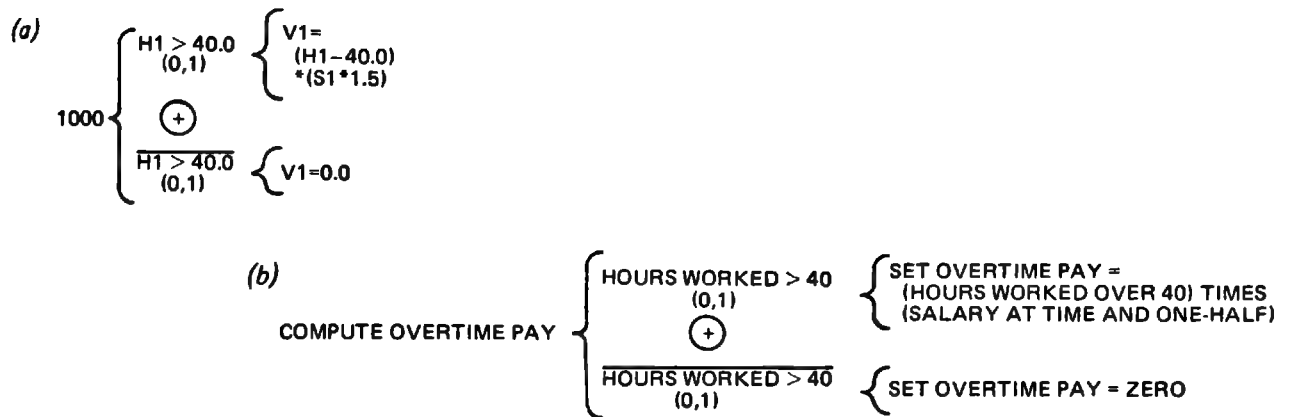 (a)
H1 > 40.0
(0,1)
V1=
(H1-40.0)
*(S1*1.5)
1000
+
H1 > 40.0
(0,1)
V1=0.0
(b)
HOURS WORKED > 40
(0,1)
SET OVERTIME PAY =
(HOURS WORKED OVER 40) TIMES
(SALARY AT TIME AND ONE-HALF)
COMPUTE OVERTIME PAY
+
HOURS WORKED > 40
(0,1)
SET OVERTIME PAY = ZERO